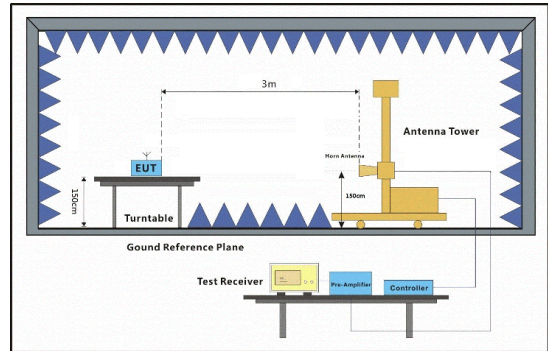 3m
Antenna Tower
Horn Antenna
EUT
150cm
150cm
Turntable
Gound Reference Plane
Test Receiver
Pre-Amplifier
Controller